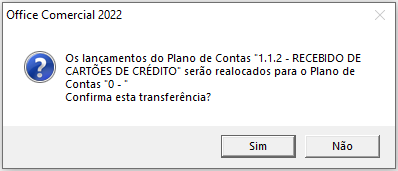 Office Comercial 2022
Os lançamentos do Plano de Contas "1.1.2 - RECEBIDO DE
CARTÕES DE CRÉDITO" serão realocados para o Plano de
Contas "0 - "
Confirma esta transferência?
Sim
Não